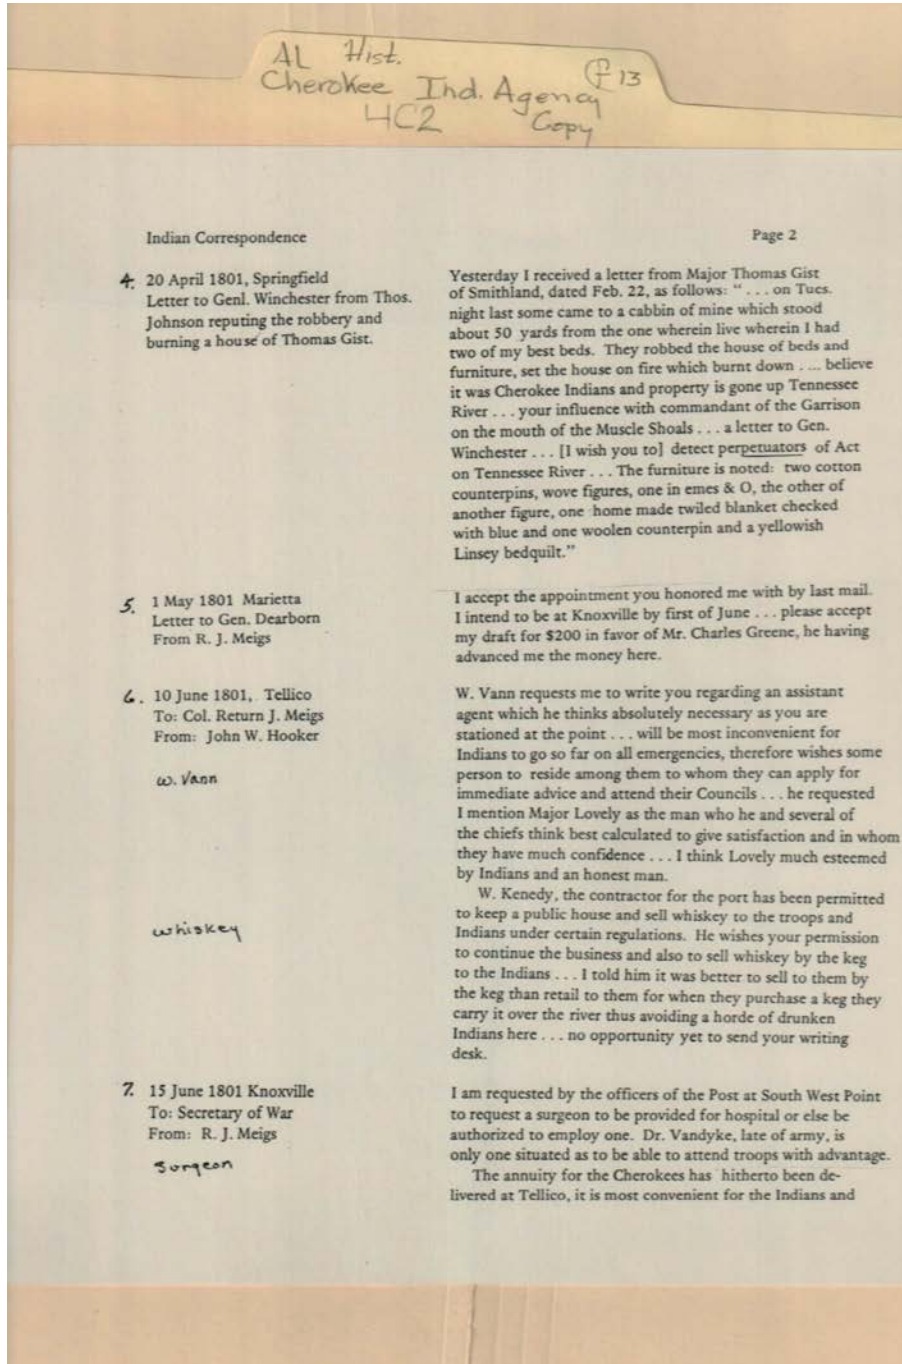 AL Hist.
Cherokee Ind. Agency
f 13
4C2 Copy
Indian Correspondence
Page 2
4. 20 April 1801, Springfield
Letter to Genl. Winchester from Thos.
Johnson reputing the robbery and
burning a house of Thomas Gist.
Yesterday I received a letter from Major Thomas Gist
of Smithland, dated Feb. 22, as follows: " . . . on Tues.
night last some came to a cabbin of mine which stood
about 50 yards from the one wherein live wherein I had
two of my best beds. They robbed the house of beds and
furniture, set the house on fire which burnt down . ... believe
it was Cherokee Indians and property is gone up Tennessee
River . . . your influence with commandant of the Garrison
on the mouth of the Muscle Shoals . . . a letter to Gen.
Winchester . . . [I wish you to] detect perpetuators of Act
on Tennessee River . . . The furniture is noted: two cotton
counterpins, wove figures, one in emes & O, the other of
another figure, one home made twiled blanket checked
with blue and one woolen counterpin and a yellowish
Linsey bedquilt."
5. 1 May 1801 Marietta
Letter to Gen. Dearborn
From R. J. Meigs
I accept the appointment you honored me with by last mail.
I intend to be at Knoxville by first of June . . . please accept
my draft for $200 in favor of Mr. Charles Greene, he having
advanced me the money here.
6. 10 June 1801, Tellico
To: Col. Return J. Meigs
From: John W. Hooker
W. Vann
whiskey
W. Vann requests me to write you regarding an assistant
agent which he thinks absolutely necessary as you are
stationed at the point . . . will be most inconvenient for
Indians to go so far on all emergencies, therefore wishes some
person to reside among them to whom they can apply for
immediate advice and attend their Councils . . . he requested
I mention Major Lovely as the man who he and several of
the chiefs think best calculated to give satisfaction and in whom
they have much confidence . . . I think Lovely much esteemed
by Indians and an honest man.
W. Kenedy, the contractor for the port has been permitted
to keep a public house and sell whiskey to the troops and
Indians under certain regulations. He wishes your permission
to continue the business and also to sell whiskey by the keg
to the Indians . . . I told him it was better to sell to them by
the keg than retail to them for when they purchase a keg they
carry it over the river thus avoiding a horde of drunken
Indians here . . . no opportunity yet to send your writing
desk.
7. 15 June 1801 Knoxville
To: Secretary of War
From: R. J. Meigs
Surgeon
I am requested by the officers of the Post at South West Point
to request a surgeon to be provided for hospital or else be
authorized to employ one. Dr. Vandyke, late of army, is
only one situated as to be able to attend troops with advantage.
The annuity for the Cherokees has hitherto been de-
livered at Tellico, it is most convenient for the Indians and